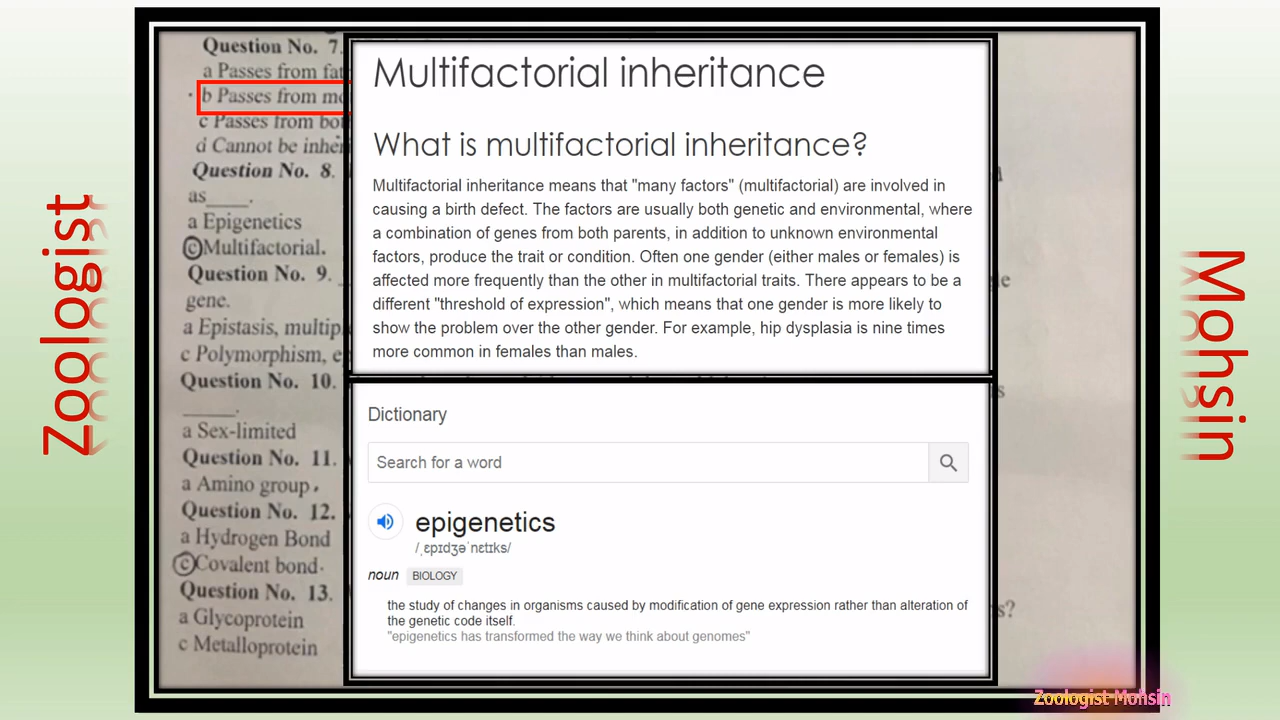 Zoologist
Question No. 7.
a Passes from
b Passes from
c Passes from
d Cannot be
Question No. 8.
as____.
a Epigenetics
c Multifactorial.
Question No. 9.
gene.
a Epistasis,
c Polymorphism,
Question No. 10.
_____.
a Sex-limited
Question No. 11.
a Amino group
Question No. 12.
a Hydrogen Bond
c Covalent bond
Question No. 13.
a Glycoprotein
c Metalloprotein
Multifactorial inheritance
What is multifactorial inheritance?
Multifactorial inheritance means that "many factors" (multifactorial) are involved in
causing a birth defect. The factors are usually both genetic and environmental, where
a combination of genes from both parents, in addition to unknown environmental
factors, produce the trait or condition. Often one gender (either males or females) is
affected more frequently than the other in multifactorial traits. There appears to be a
different "threshold of expression", which means that one gender is more likely to
show the problem over the other gender. For example, hip dysplasia is nine times
more common in females than males.
Dictionary
Search for a word
epigenetics
/ˌɛpɪdʒəˈnɛtɪks/
noun BIOLOGY
the study of changes in organisms caused by modification of gene expression rather than alteration of
the genetic code itself.
"epigenetics has transformed the way we think about genomes"
Mohsin
Zoologist Mohsin